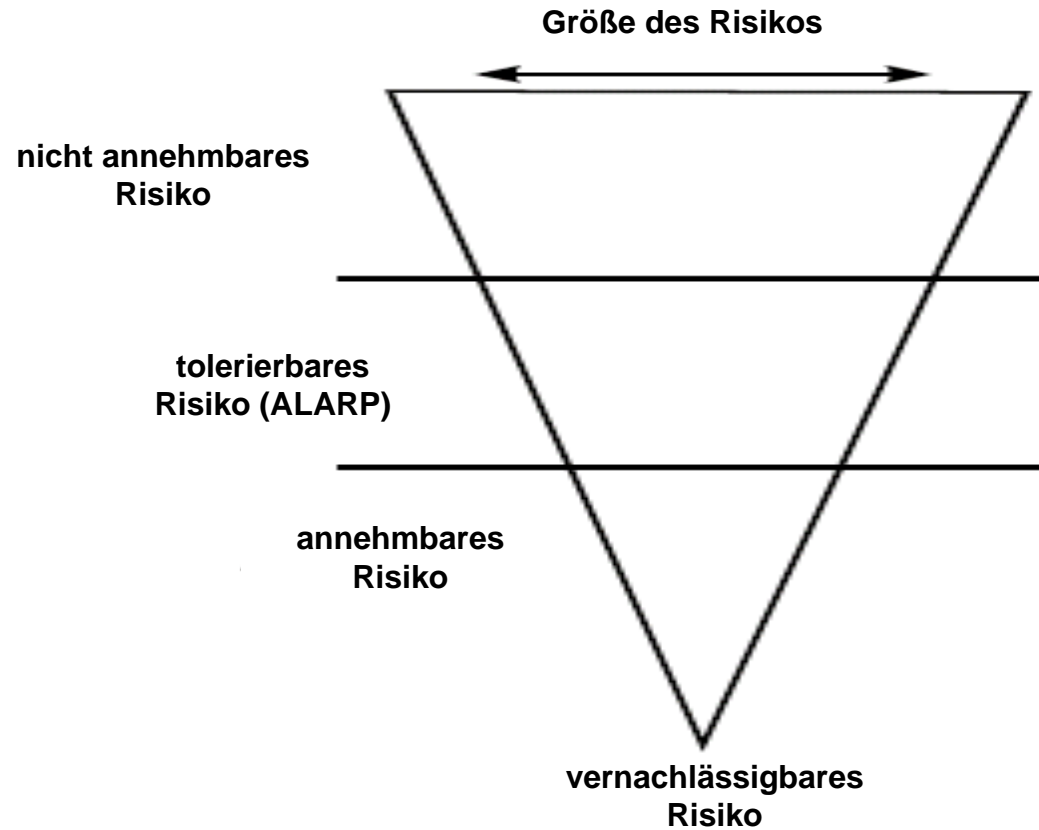 Größe des Risikos
nicht annehmbares
Risiko
tolerierbares
Risiko (ALARP)
annehmbares
Risiko
vernachlässigbares
Risiko